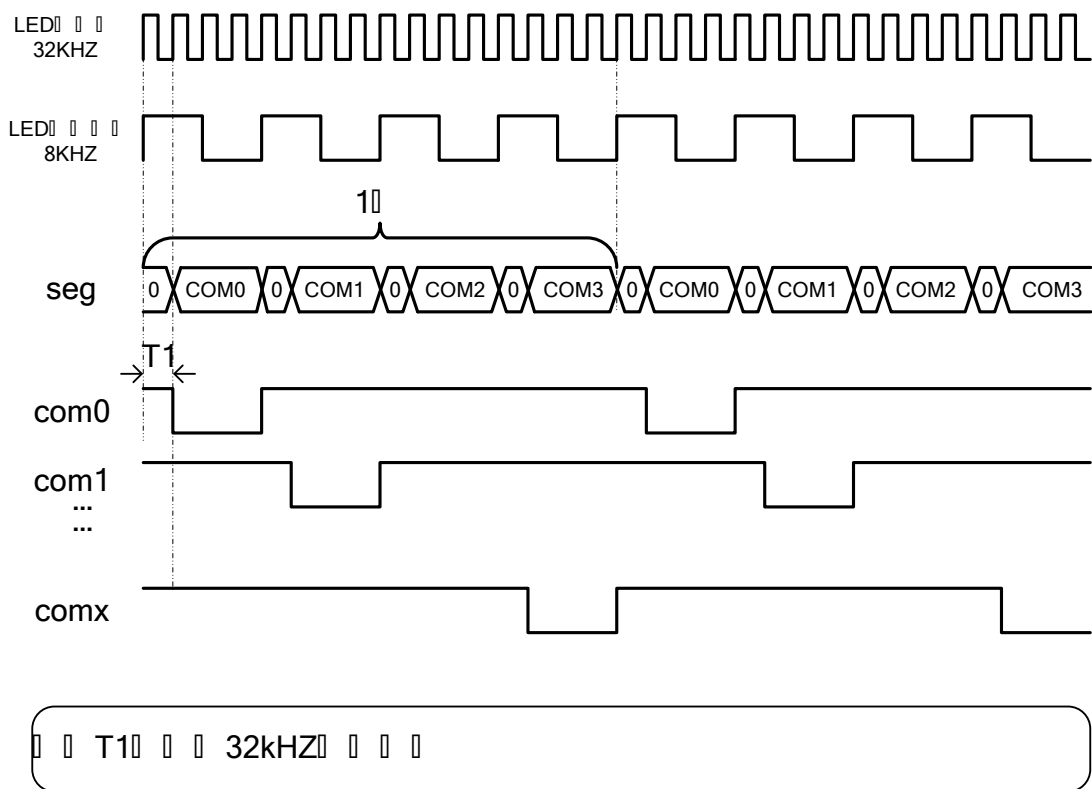 LED
32KHZ
LED
8KHZ
1
seg 0 COM0 0 COM1 0 COM2 0 COM3 0 COM0 0 COM1 0 COM2 0 COM3
T1
com0
com1
...
...
comx
T1 32kHZ